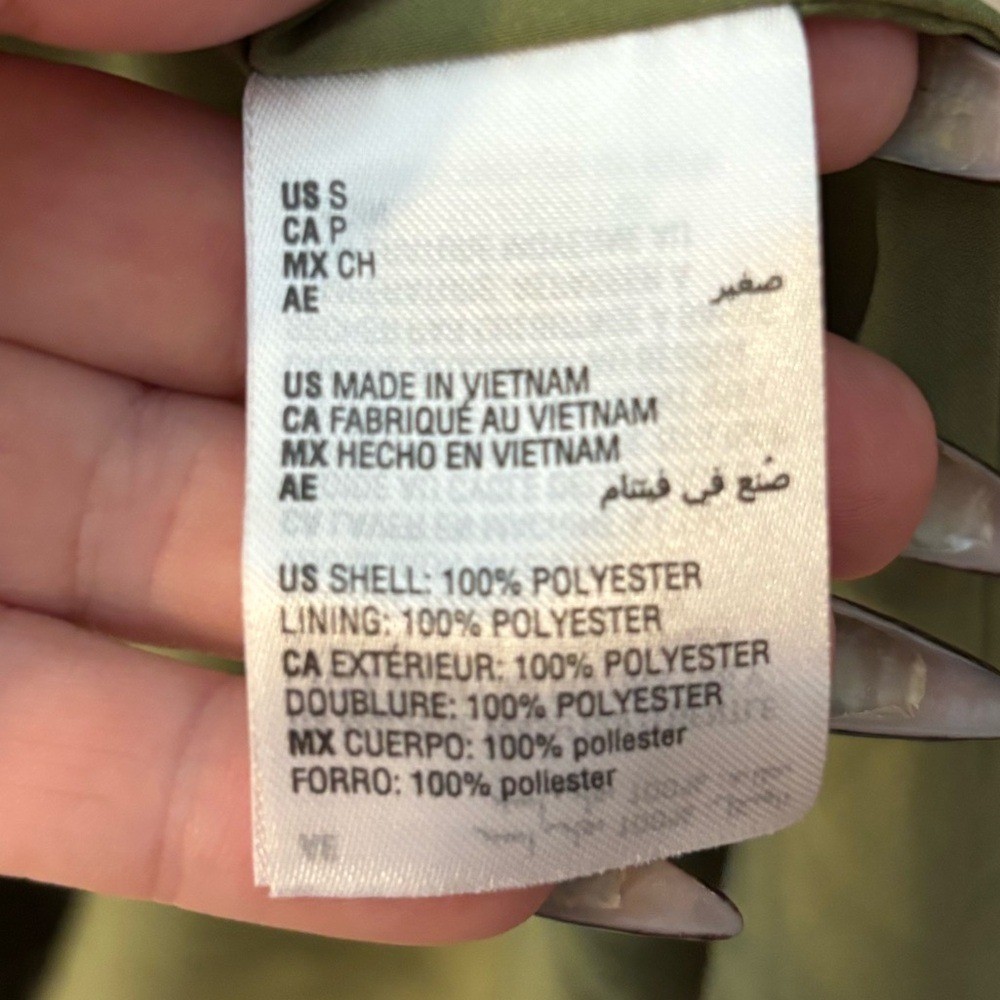 US S
CA P
MX CH
AE صغير
US MADE IN VIETNAM
CA FABRIQUÉ AU VIETNAM
MX HECHO EN VIETNAM
AE صُنع في فيتنام
US SHELL: 100% POLYESTER
LINING: 100% POLYESTER
CA EXTÉRIEUR: 100% POLYESTER
DOUBLURE: 100% POLYESTER
MX CUERPO: 100% poliester
FORRO: 100% poliester